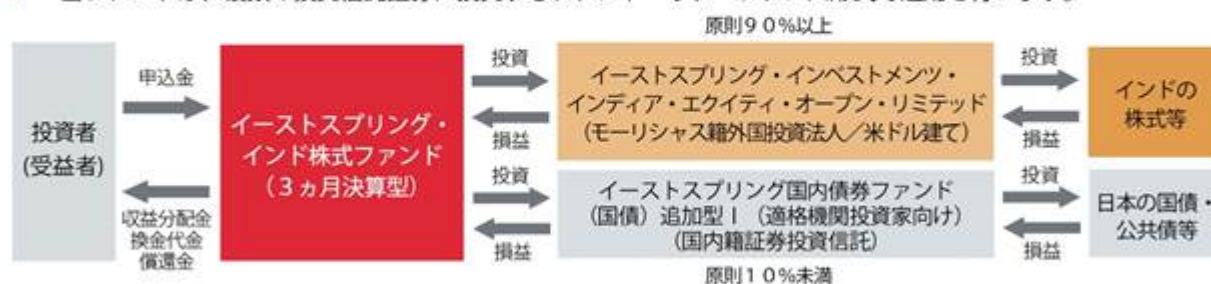 原則90%以上
投資者
(受益者)
申込金
収益分配金
換金代金
償還金
イーストスプリング・
インド株式ファンド
(3ヵ月決算型)
投資
損益
イーストスプリング・インベストメンツ・
インディア・エクイティ・オープン・リミテッド
(モーリシャス籍外国投資法人/米ドル建て)
投資
損益
インドの
株式等
投資
損益
イーストスプリング国内債券ファンド
(国債)追加型Ⅰ(適格機関投資家向け)
(国内籍証券投資信託)
投資
損益
日本の国債・
公共債等
原則10%未満